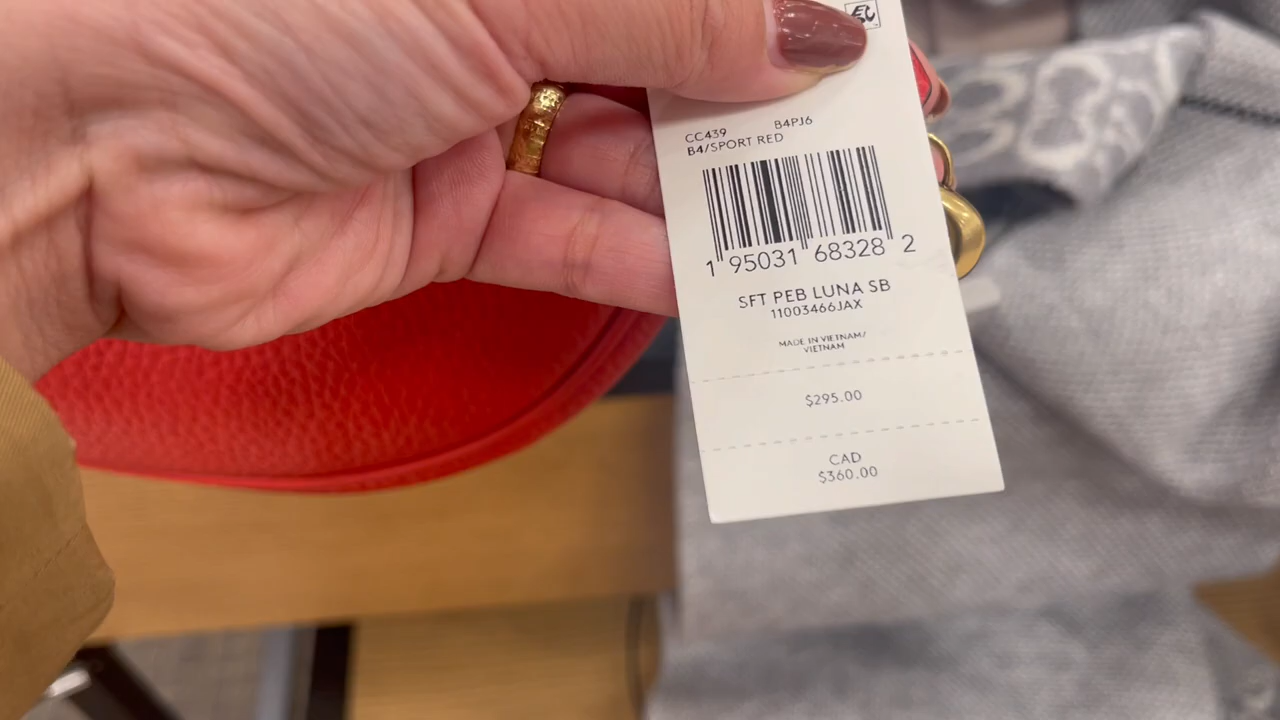 CC439 B4PJ6
B4/SPORT RED
1 95031 68328 2
SFT PEB LUNA SB
11003466JAX
MADE IN VIETNAM/
VIETNAM
$295.00
CAD
$360.00